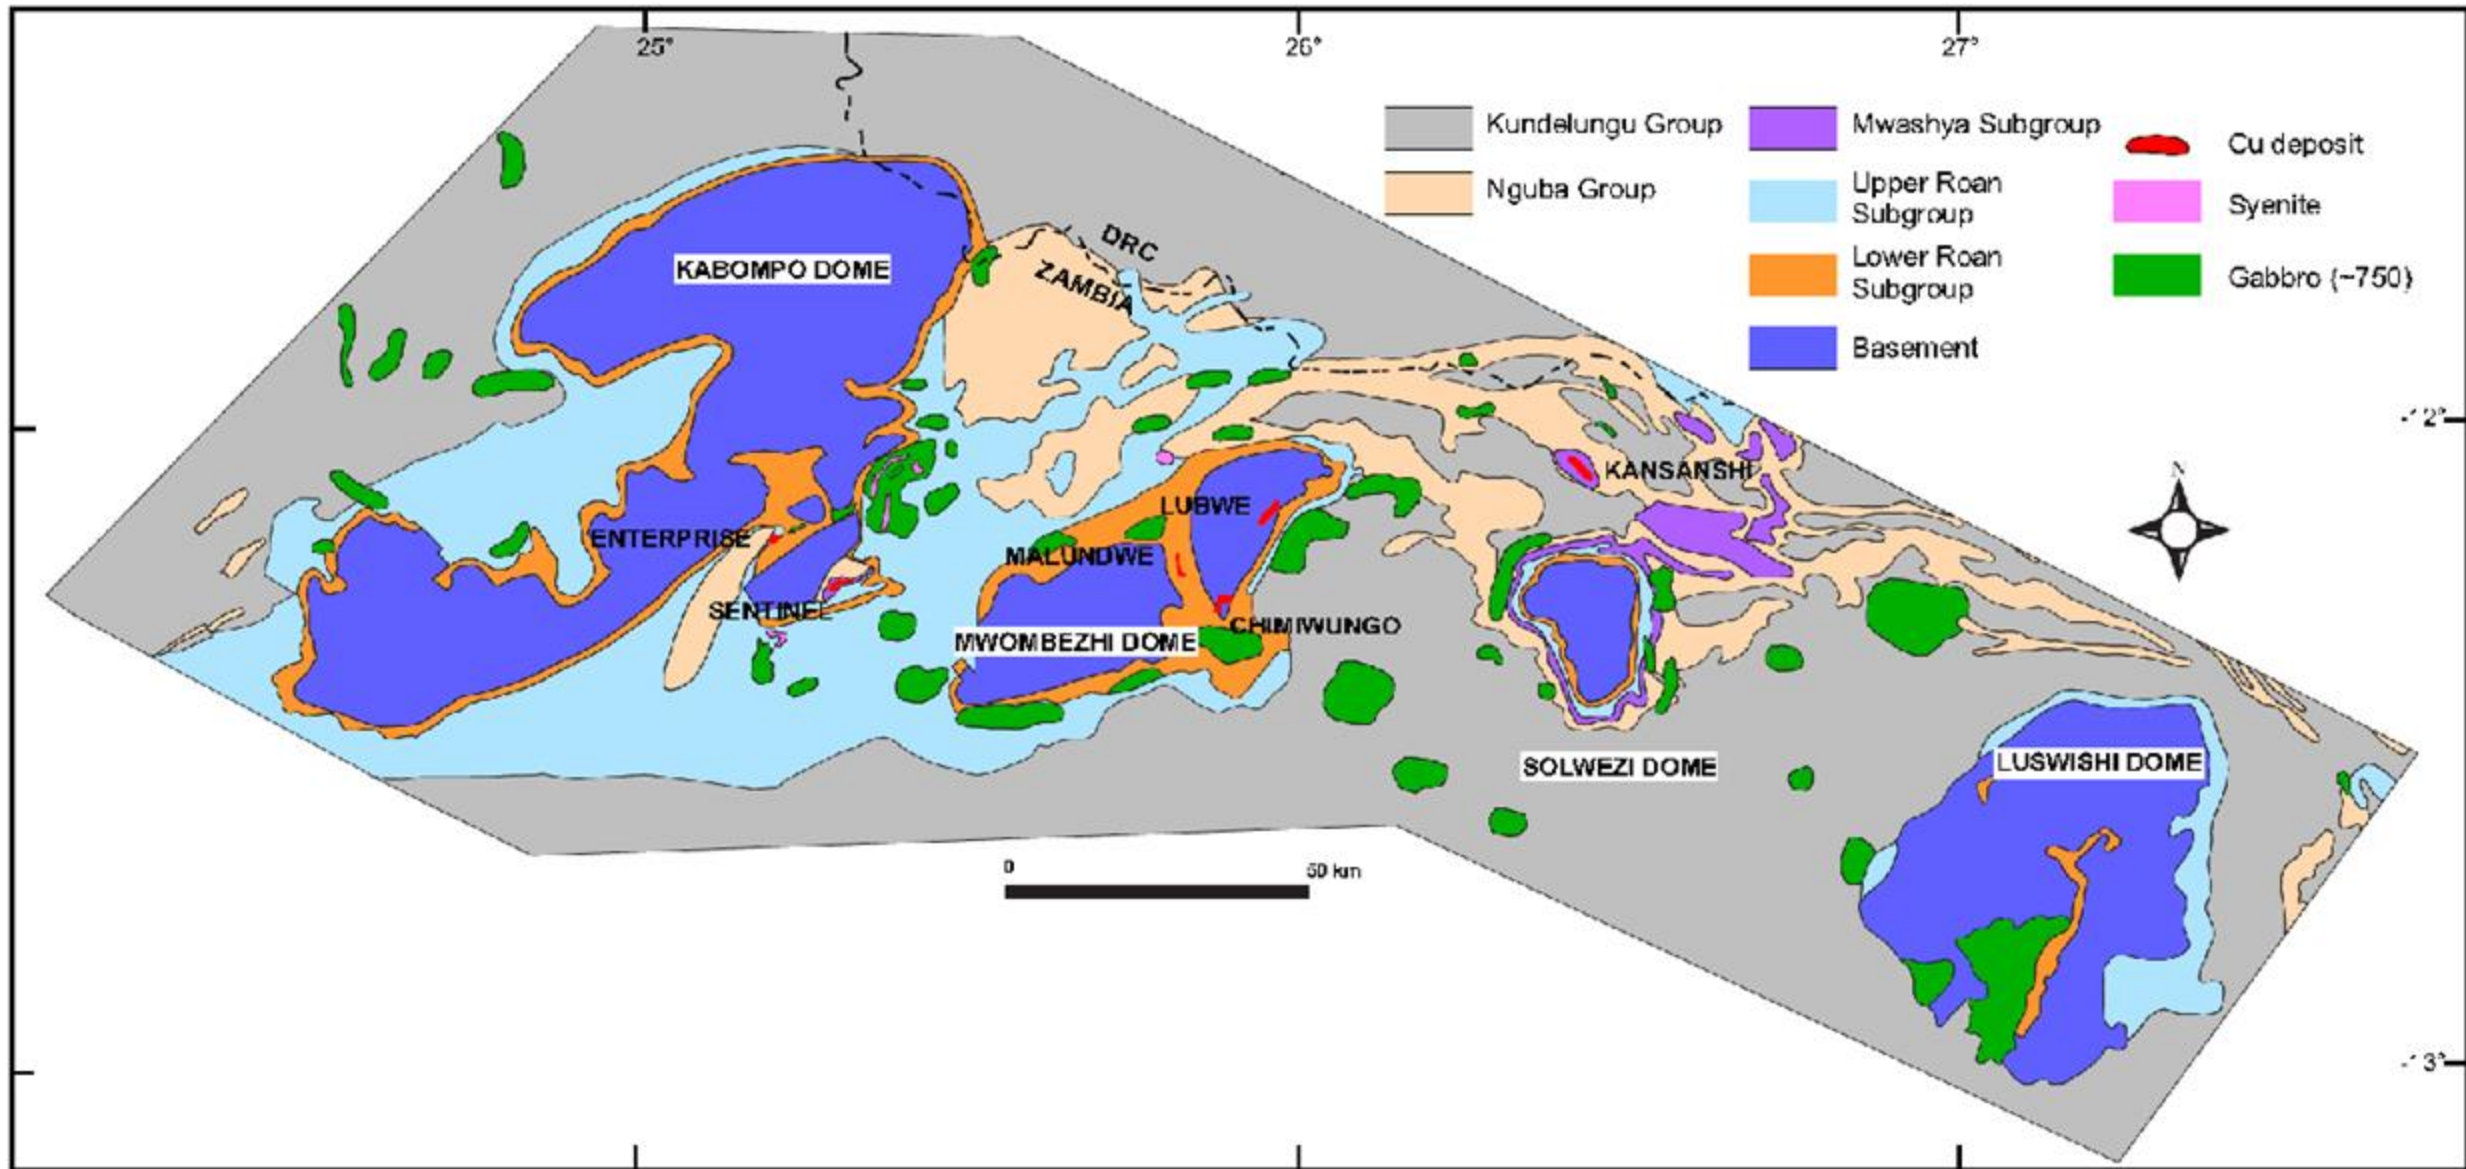 25°
26°
27°
Kundelungu Group
Nguba Group
Mwashya Subgroup
Upper Roan
Subgroup
Lower Roan
Subgroup
Basement
Cu deposit
Syenite
Gabbro (~750)
DRC
ZAMBIA
KABOMPO DOME
-12°
KANSANSHI
N
LUBWE
ENTERPRISE
MALUNDWE
SENTINEL
CHIMIWUNGO
MWOMBEZHI DOME
SOLWEZI DOME
LUSWISHI DOME
0
50 km
-13°